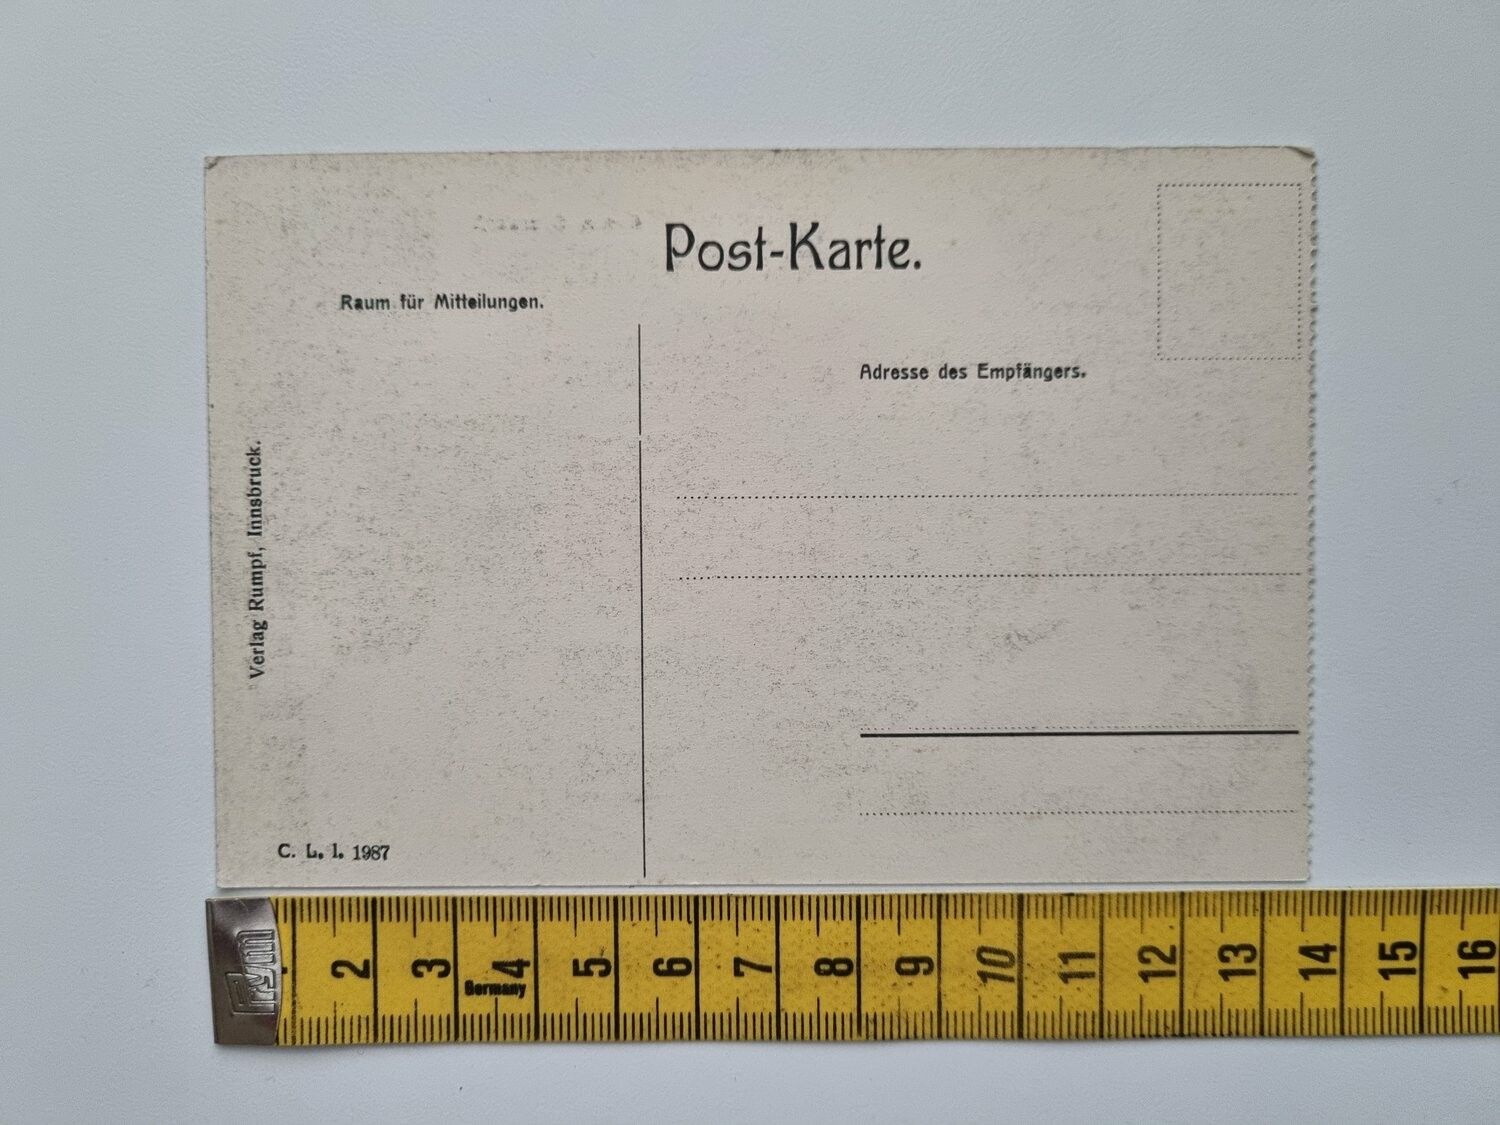 Post-Karte.
Raum für Mitteilungen.
Adresse des Empfängers.
Verlag Rumpf, Innsbruck.
C. L. I. 1987
Prym
Germany
2 3 4 5 6 7 8 9 10 11 12 13 14 15 16